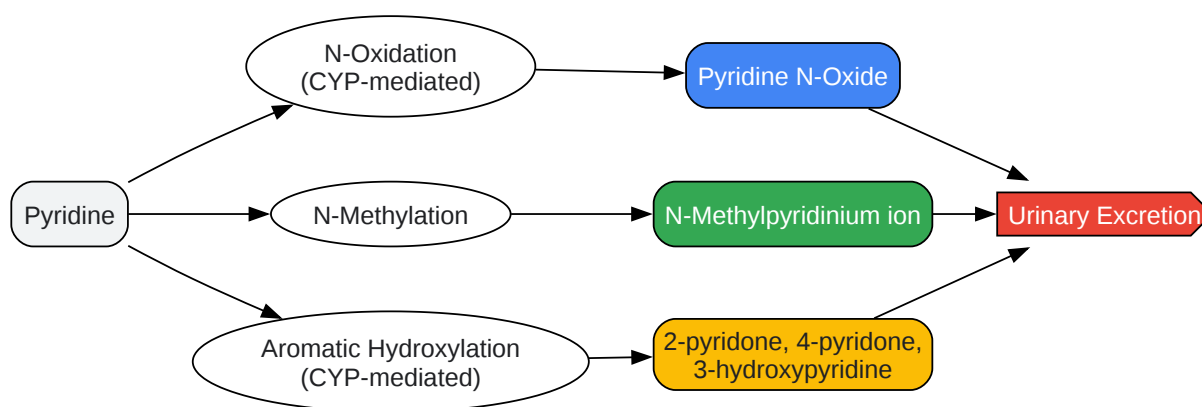 N-Oxidation
(CYP-mediated)
Pyridine N-Oxide
Pyridine
N-Methylation
N-Methylpyridinium ion
Urinary Excretion
Aromatic Hydroxylation
(CYP-mediated)
2-pyridone, 4-pyridone,
3-hydroxypyridine